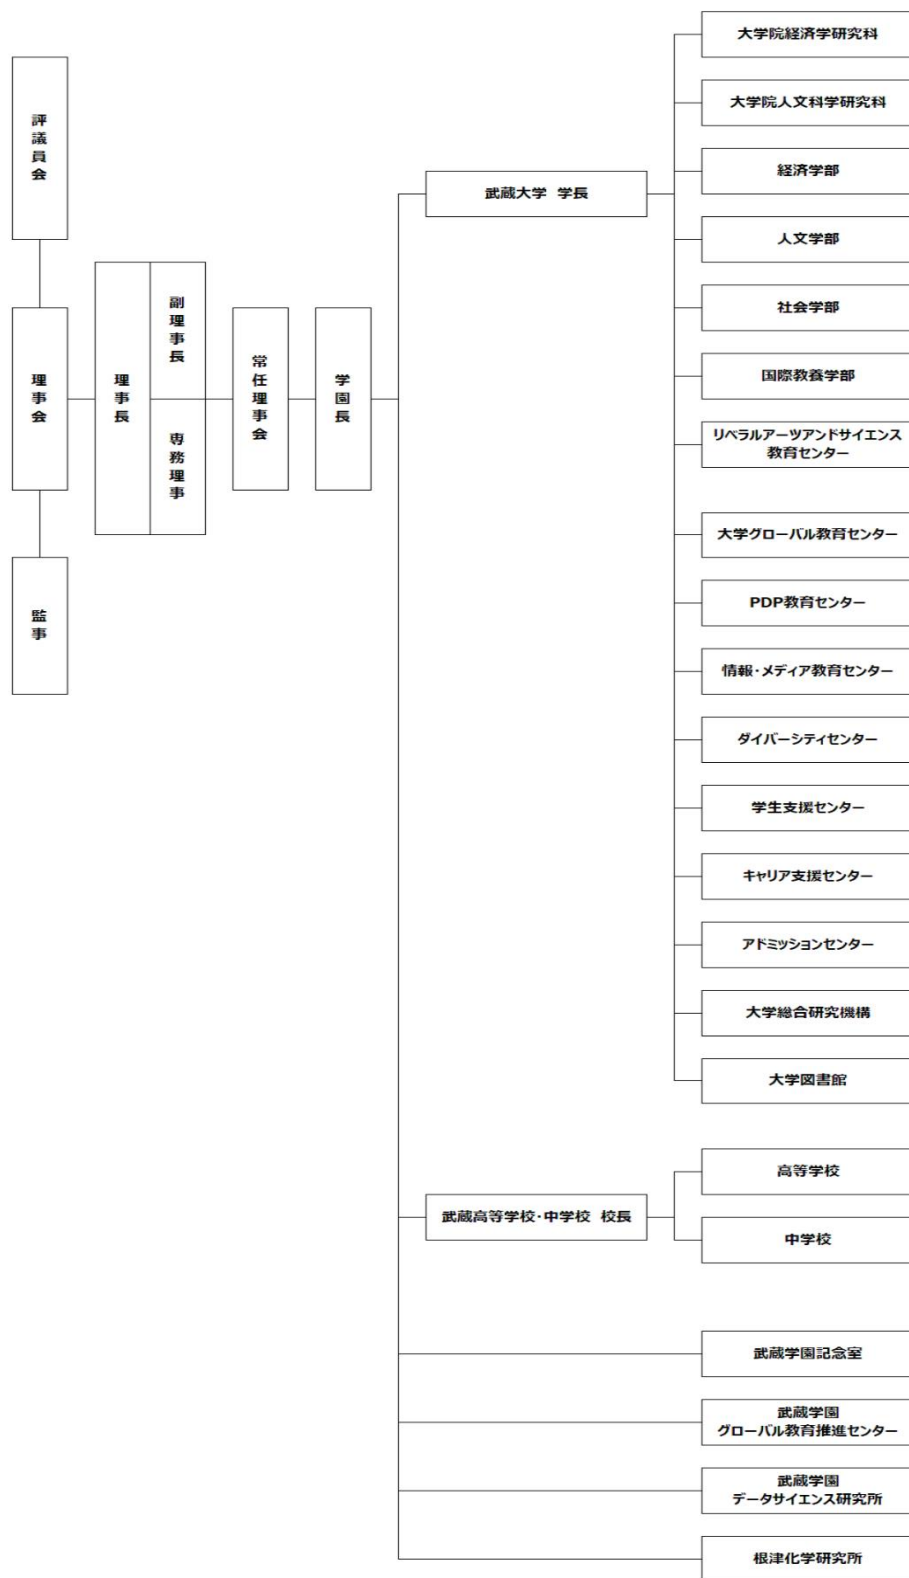 評議員会
理事会
監事
理事長
副理事長
専務理事
常任理事会
学園長
武蔵大学 学長
大学院経済学研究科
大学院人文科学研究科
経済学部
人文学部
社会学部
国際教養学部
リベラルアーツアンドサイエンス
教育センター
大学グローバル教育センター
PDP教育センター
情報・メディア教育センター
ダイバーシティセンター
学生支援センター
キャリア支援センター
アドミッションセンター
大学総合研究機構
大学図書館
武蔵高等学校・中学校 校長
高等学校
中学校
武蔵学園記念室
武蔵学園
グローバル教育推進センター
武蔵学園
データサイエンス研究所
根津化学研究所